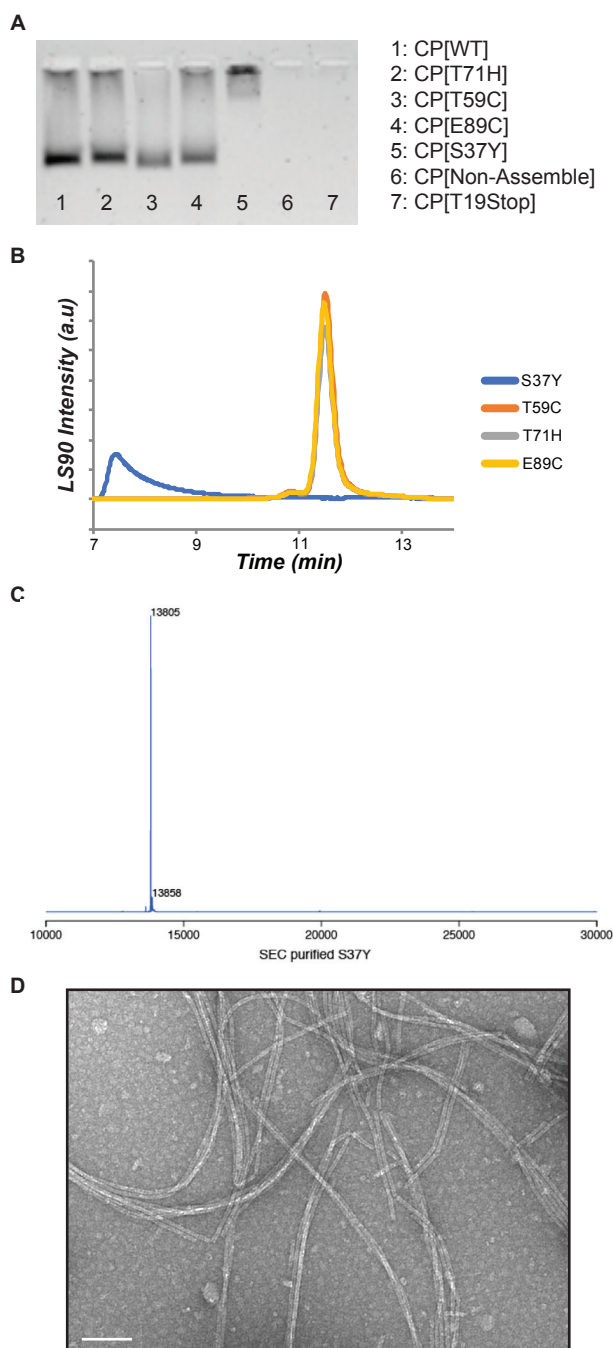 A
1: CP[WT]
2: CP[T71H]
3: CP[T59C]
4: CP[E89C]
5: CP[S37Y]
6: CP[Non-Assemble]
7: CP[T19Stop]
1 2 3 4 5 6 7
B
LS90 Intensity (a.u)
S37Y
T59C
T71H
E89C
7 9 11 13
Time (min)
C
13805
13858
10000 15000 20000 25000 30000
SEC purified S37Y
D